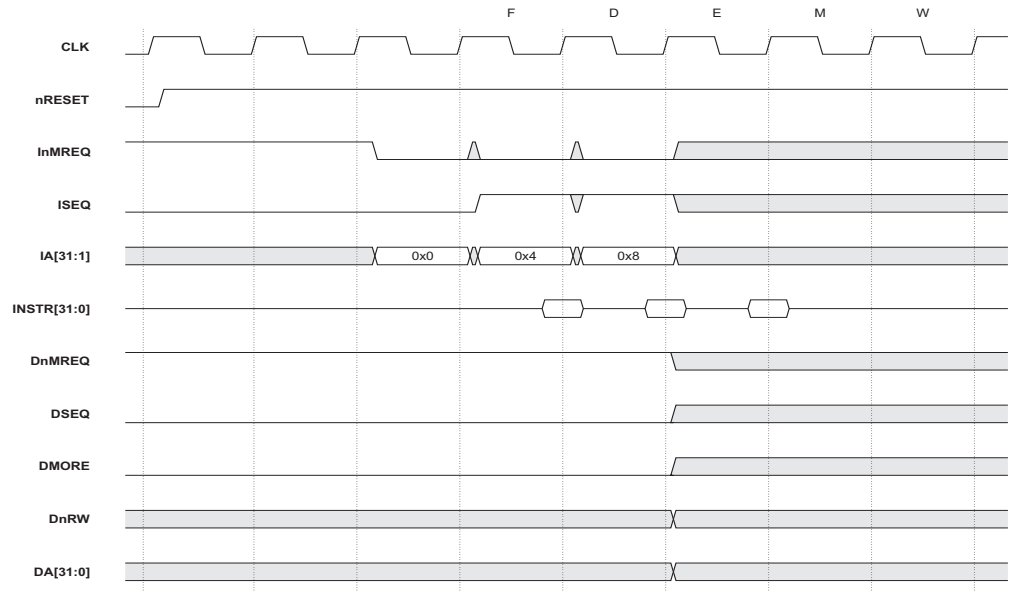 F D E M W
CLK
nRESET
InMREQ
ISEQ
IA[31:1] 0x0 0x4 0x8
INSTR[31:0]
DnMREQ
DSEQ
DMORE
DnRW
DA[31:0]